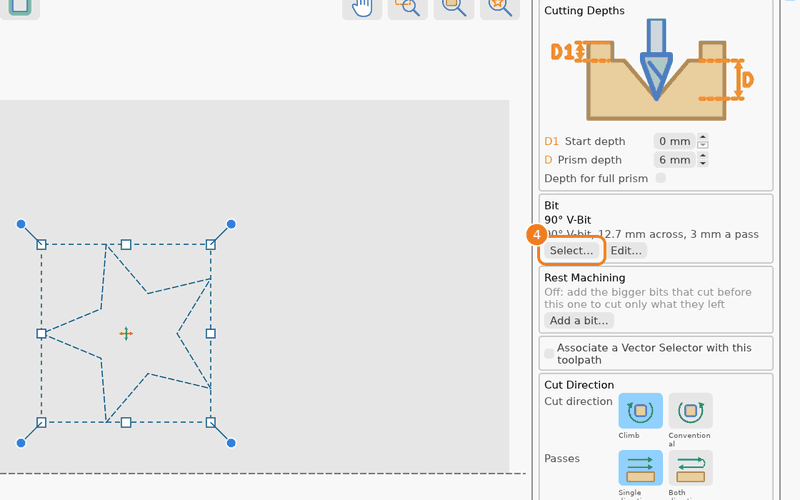 Cutting Depths
D1
D
D1 Start depth 0 mm
D Prism depth 6 mm
Depth for full prism
Bit
90° V-Bit
90° V-Bit, 12.7 mm across, 3 mm a pass
4
Select... Edit...
Rest Machining
Off: add the bigger bits that cut before
this one to cut only what they left
Add a bit...
Associate a Vector Selector with this
toolpath
Cut Direction
Cut direction
Climb
Convention
al
Passes
Single
Both